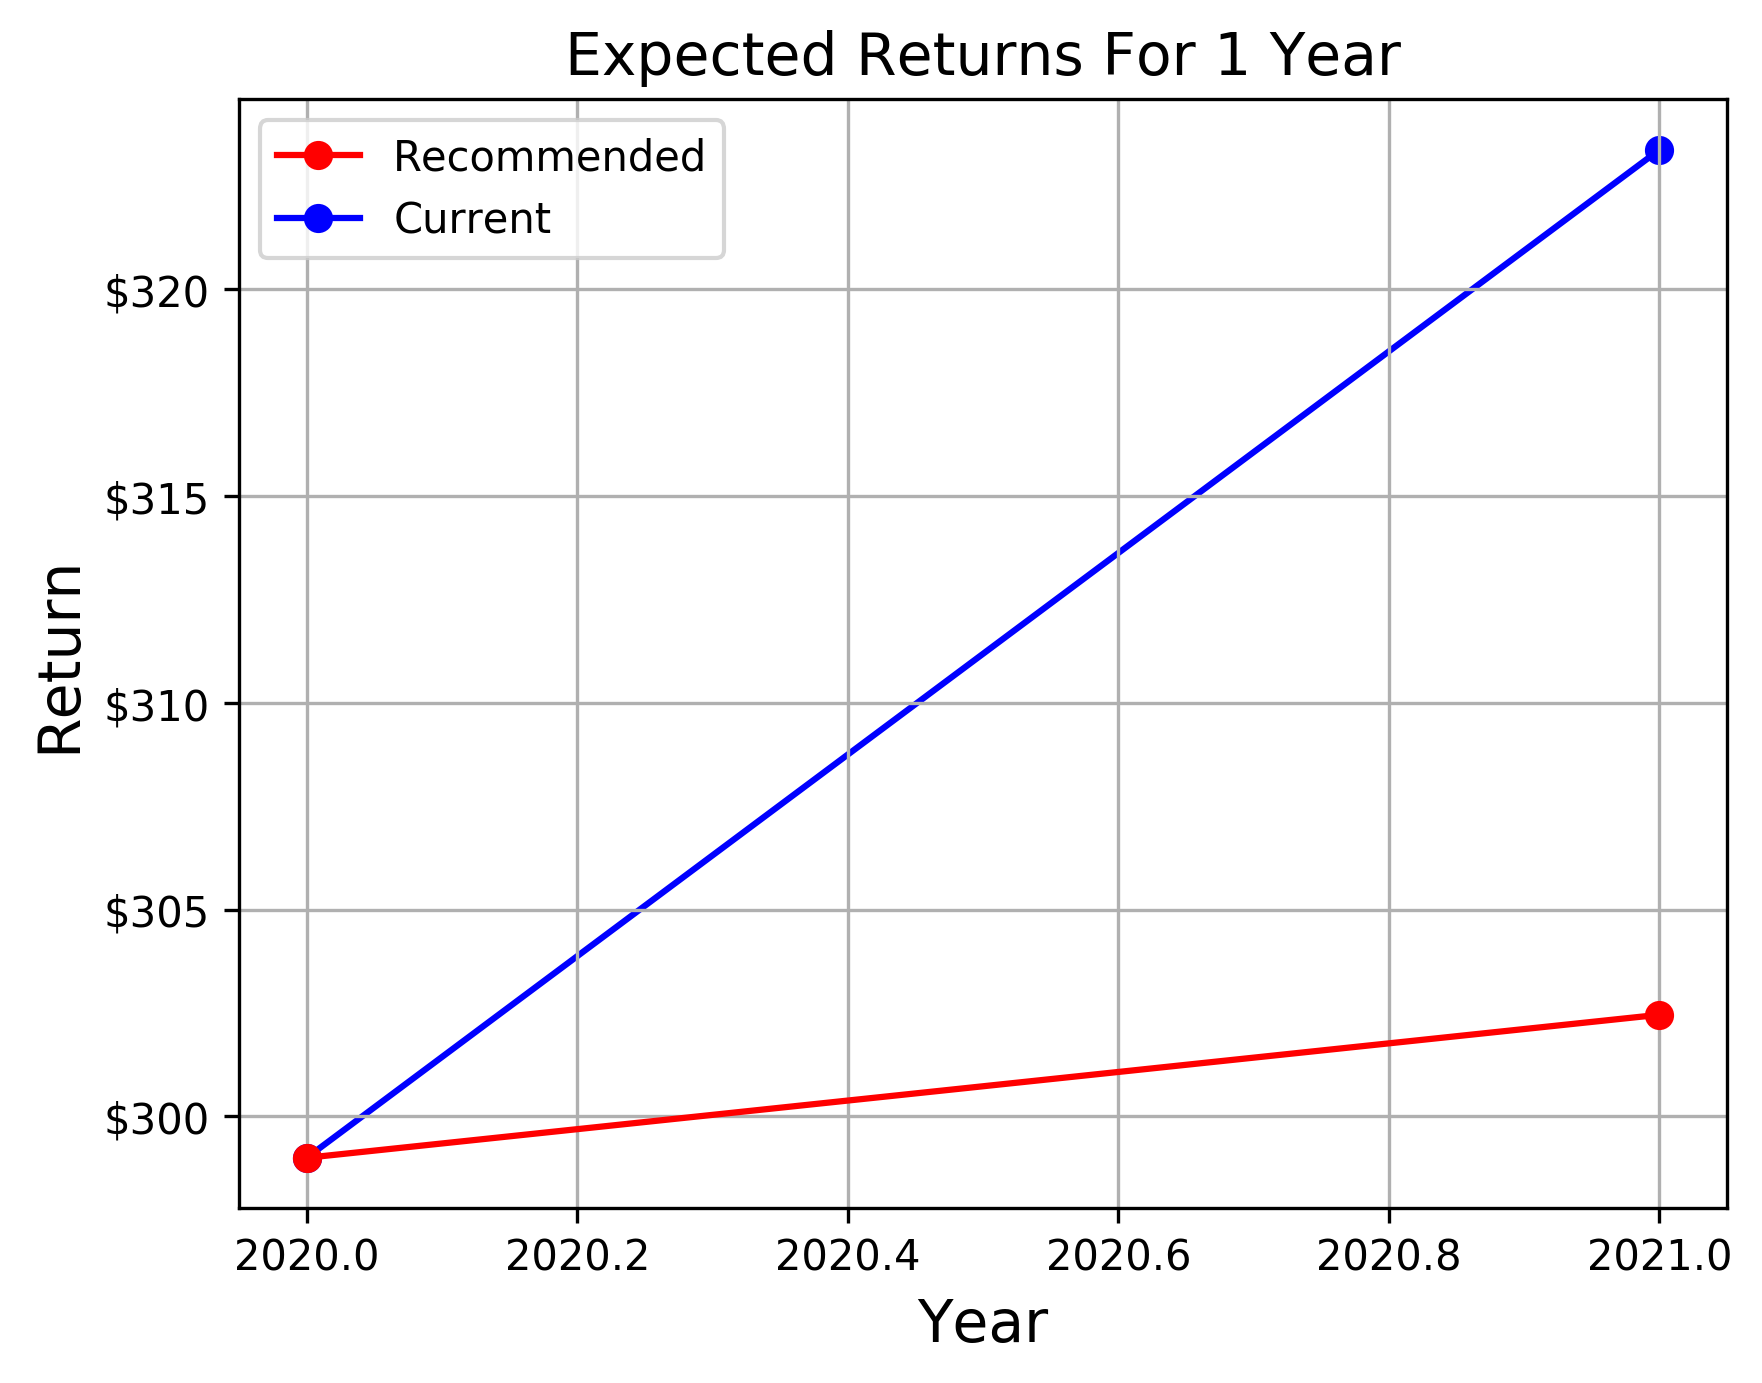 Expected Returns For 1 Year
Recommended
Current
$320
$315
$310
$305
$300
Return
2020.0 2020.2 2020.4 2020.6 2020.8 2021.0
Year